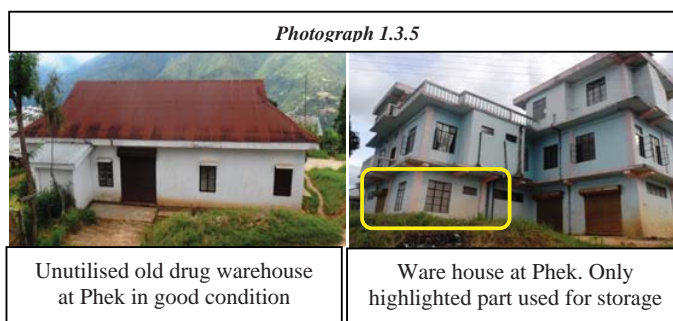 Photograph 1.3.5
Unutilised old drug warehouse
at Phek in good condition
Ware house at Phek. Only
highlighted part used for storage